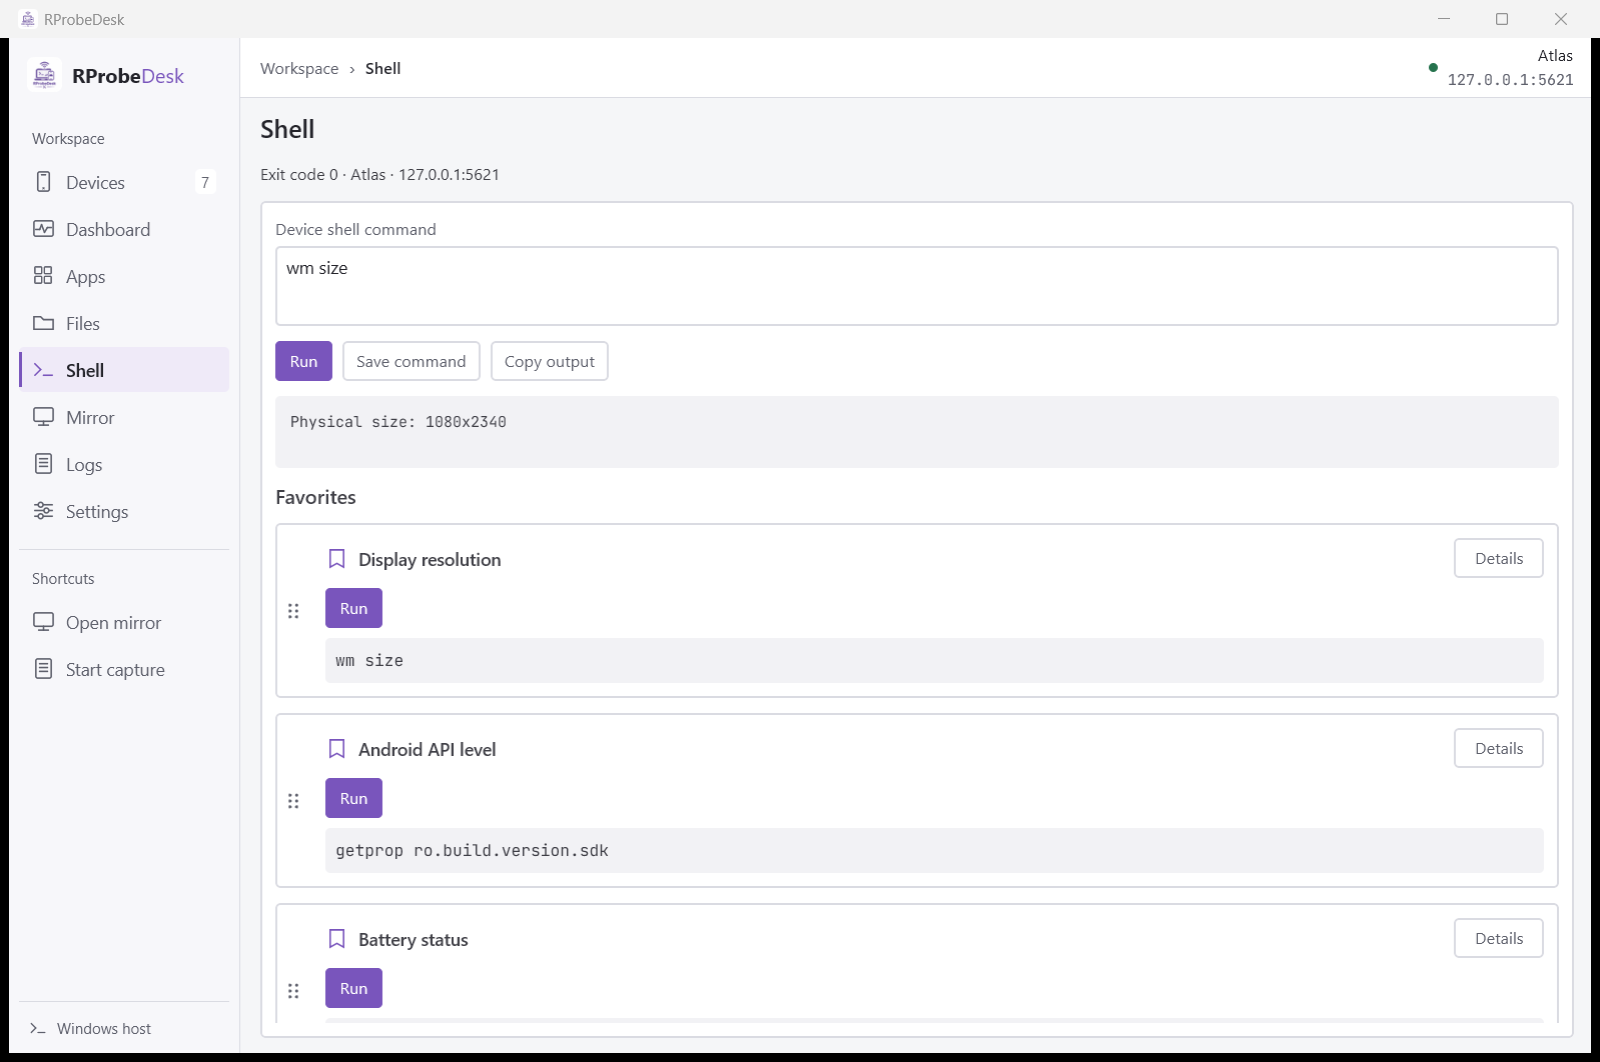 RProbeDesk
RProbeDesk
Workspace
Devices 7
Dashboard
Apps
Files
Shell
Mirror
Logs
Settings
Shortcuts
Open mirror
Start capture
Windows host
Workspace › Shell
Atlas
127.0.0.1:5621
Shell
Exit code 0 · Atlas · 127.0.0.1:5621
Device shell command
wm size
Run Save command Copy output
Physical size: 1080x2340
Favorites
Display resolution Details
Run
wm size
Android API level Details
Run
getprop ro.build.version.sdk
Battery status Details
Run